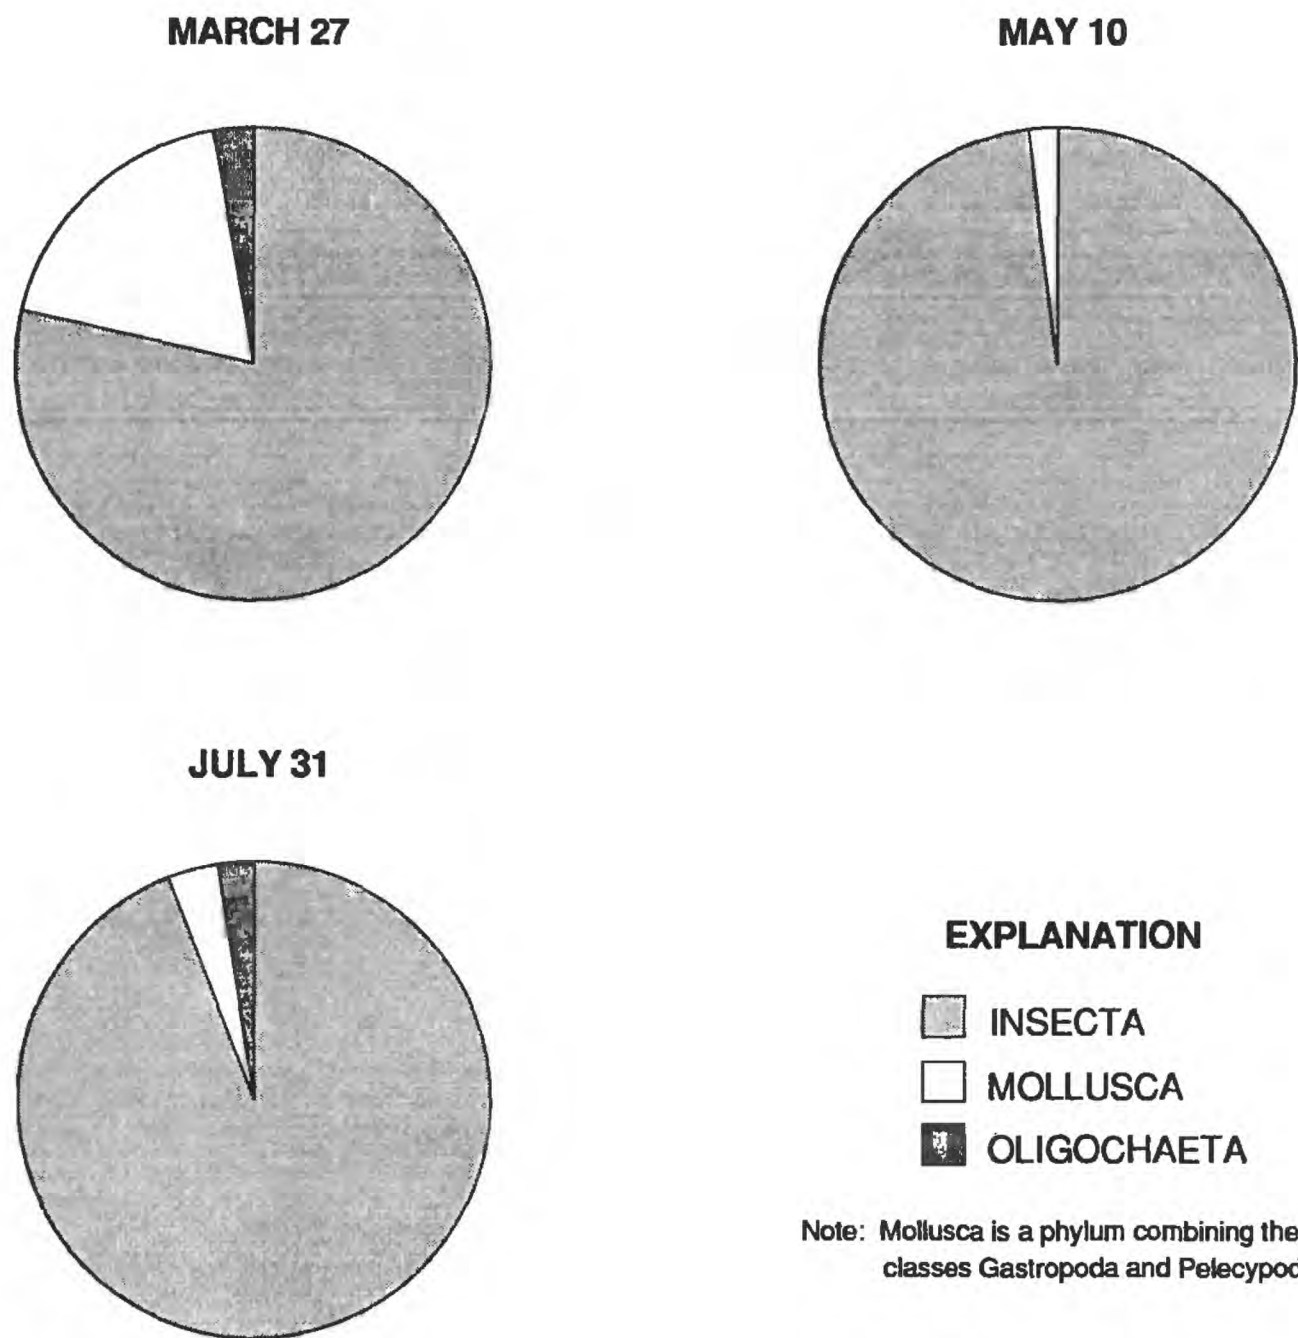 MARCH 27
MAY 10
JULY 31
EXPLANATION
INSECTA
MOLLUSCA
OLIGOCHAETA
Note: Mollusca is a phylum combining the
classes Gastropoda and Pelecypod